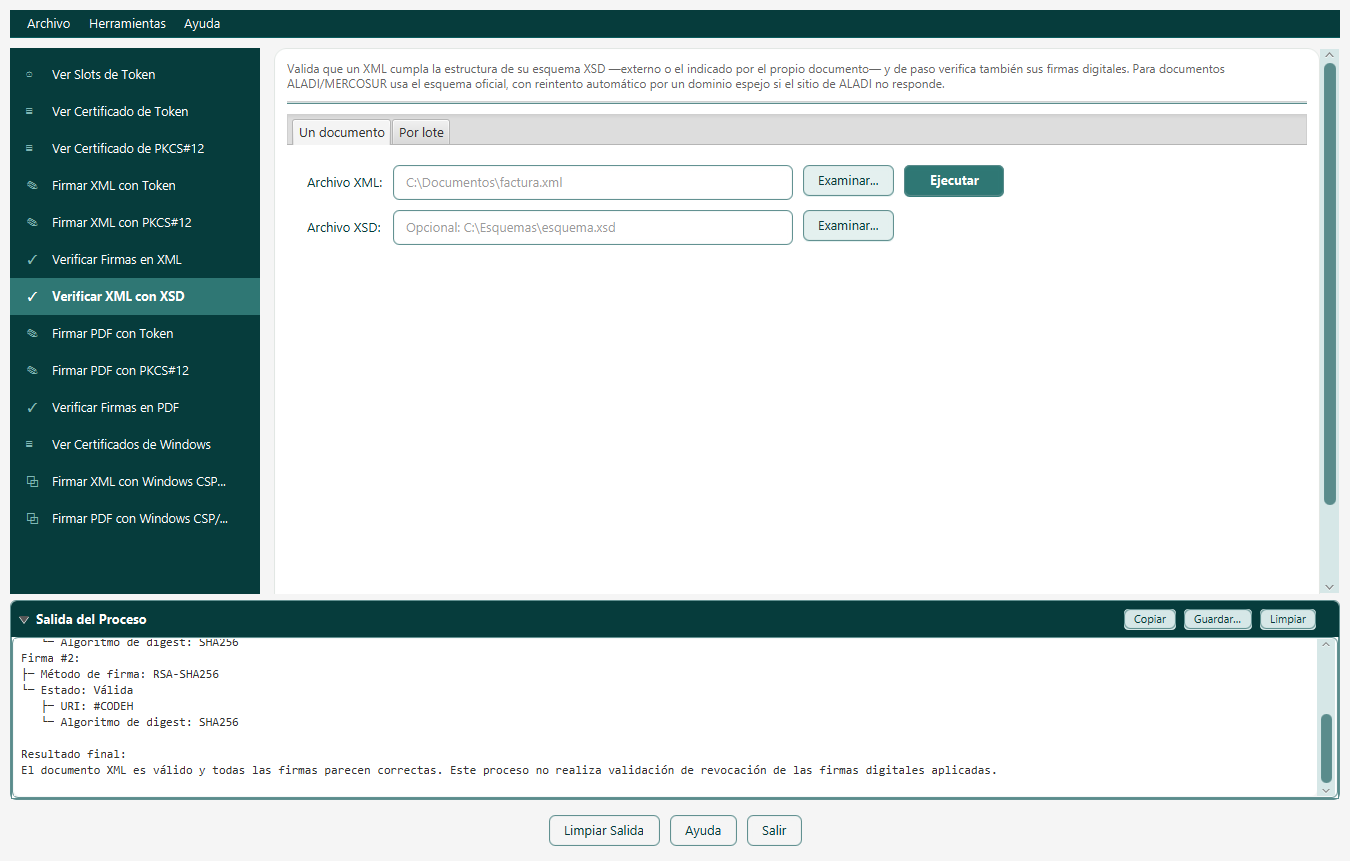 Archivo Herramientas Ayuda
Ver Slots de Token
Ver Certificado de Token
Ver Certificado de PKCS#12
Firmar XML con Token
Firmar XML con PKCS#12
Verificar Firmas en XML
Verificar XML con XSD
Firmar PDF con Token
Firmar PDF con PKCS#12
Verificar Firmas en PDF
Ver Certificados de Windows
Firmar XML con Windows CSP...
Firmar PDF con Windows CSP/...
Valida que un XML cumpla la estructura de su esquema XSD —externo o el indicado por el propio documento— y de paso verifica también sus firmas digitales. Para documentos
ALADI/MERCOSUR usa el esquema oficial, con reintento automático por un dominio espejo si el sitio de ALADI no responde.
Un documento Por lote
Archivo XML: C:\Documentos\factura.xml Examinar... Ejecutar
Archivo XSD: Opcional: C:\Esquemas\esquema.xsd Examinar...
Salida del Proceso Copiar Guardar... Limpiar
└─ Algoritmo de digest: SHA256
Firma #2:
├─ Método de firma: RSA-SHA256
└─ Estado: Válida
├─ URI: #CODEH
└─ Algoritmo de digest: SHA256
Resultado final:
El documento XML es válido y todas las firmas parecen correctas. Este proceso no realiza validación de revocación de las firmas digitales aplicadas.
Limpiar Salida Ayuda Salir